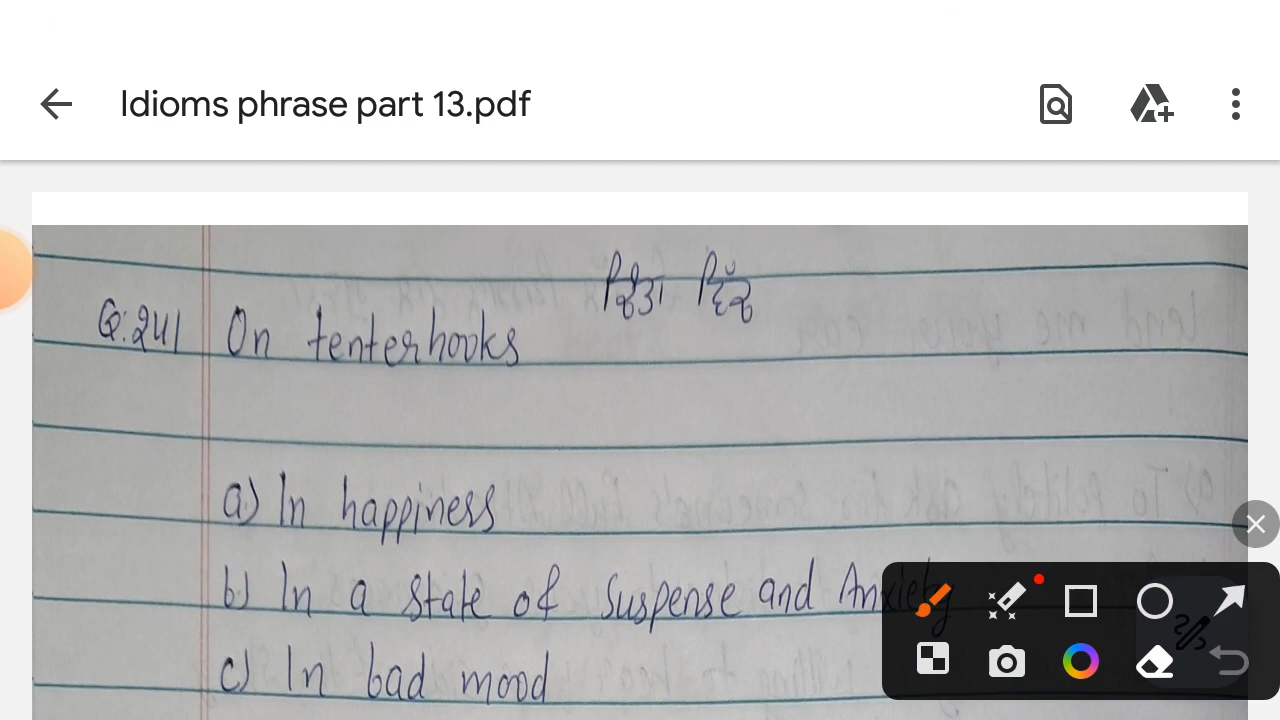 Idioms phrase part 13.pdf
ਚਿੰਤਾ ਵਿੱਚ
Q:241 On tenterhooks
a) In happiness
b) In a State of Suspense and Anxiety
c) In bad mood